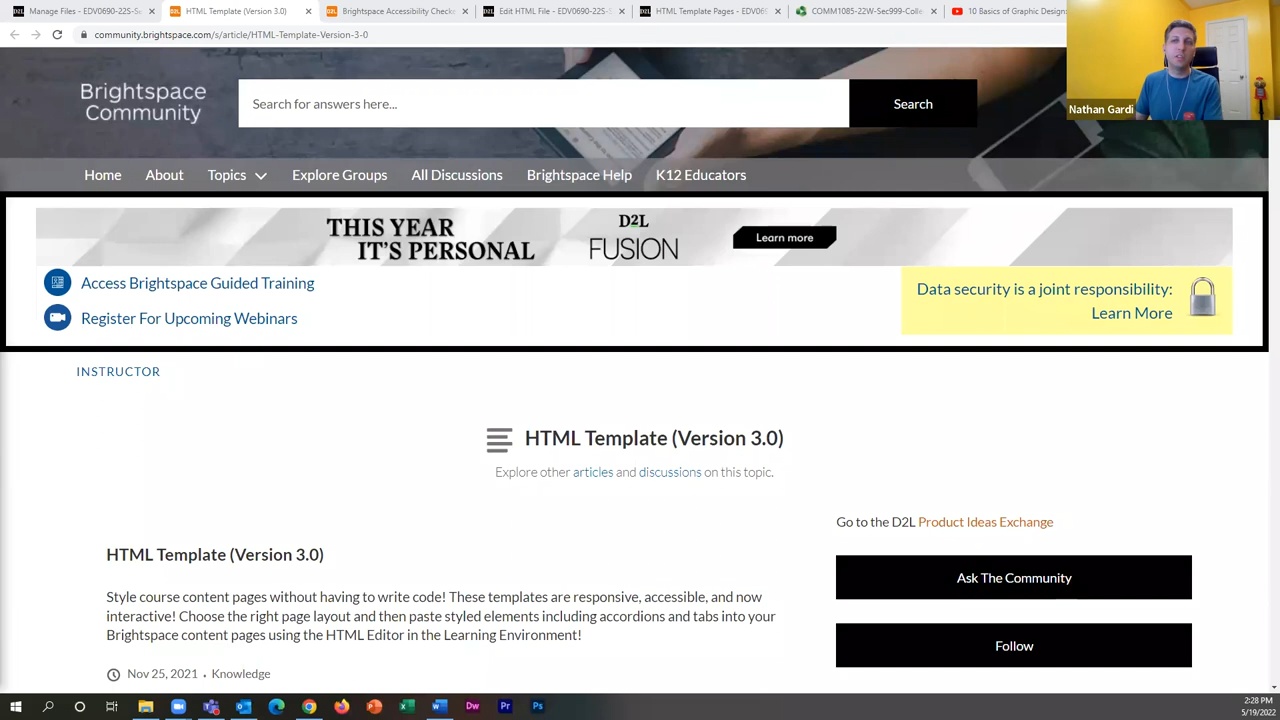 Manage Files - EDV0690-22S-S
HTML Template (Version 3.0)
Brightspace Accessibility Checke
Edit HTML File - EDV0690-22S-S
HTML Template Pages - EDV06
COMM1085-22W-Sec999-Colle
10 Basics of Graphic Design
community.brightspace.com/s/article/HTML-Template-Version-3-0
Brightspace
Community
Search for answers here...
Search
Nathan Gardi
Home
About
Topics
Explore Groups
All Discussions
Brightspace Help
K12 Educators
THIS YEAR
IT'S PERSONAL
D2L
FUSION
Learn more
Access Brightspace Guided Training
Register For Upcoming Webinars
Data security is a joint responsibility:
Learn More
INSTRUCTOR
HTML Template (Version 3.0)
Explore other articles and discussions on this topic.
HTML Template (Version 3.0)
Style course content pages without having to write code! These templates are responsive, accessible, and now
interactive! Choose the right page layout and then paste styled elements including accordions and tabs into your
Brightspace content pages using the HTML Editor in the Learning Environment!
Nov 25, 2021 • Knowledge
Go to the D2L Product Ideas Exchange
Ask The Community
Follow
2:28 PM
5/19/2022